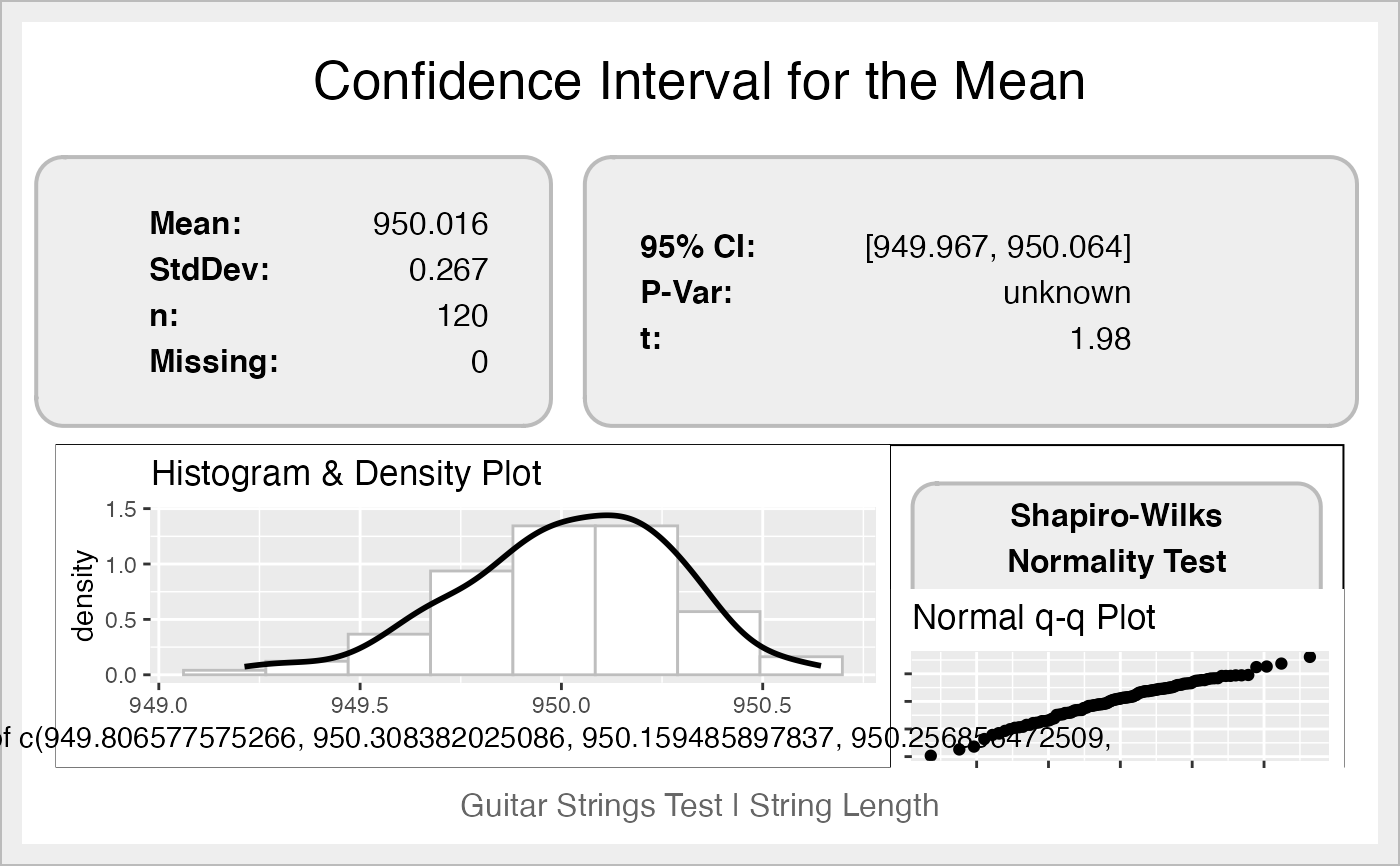 Confidence Interval for the Mean
Mean: 950.016
StdDev: 0.267
n: 120
Missing: 0
95% CI: [949.967, 950.064]
P-Var: unknown
t: 1.98
Histogram & Density Plot
density
1.5
1.0
0.5
0.0
949.0 949.5 950.0 950.5
of c(949.806577575266, 950.308382025086, 950.159485897837, 950.256856472509,
Shapiro-Wilks
Normality Test
Normal q-q Plot
Guitar Strings Test | String Length